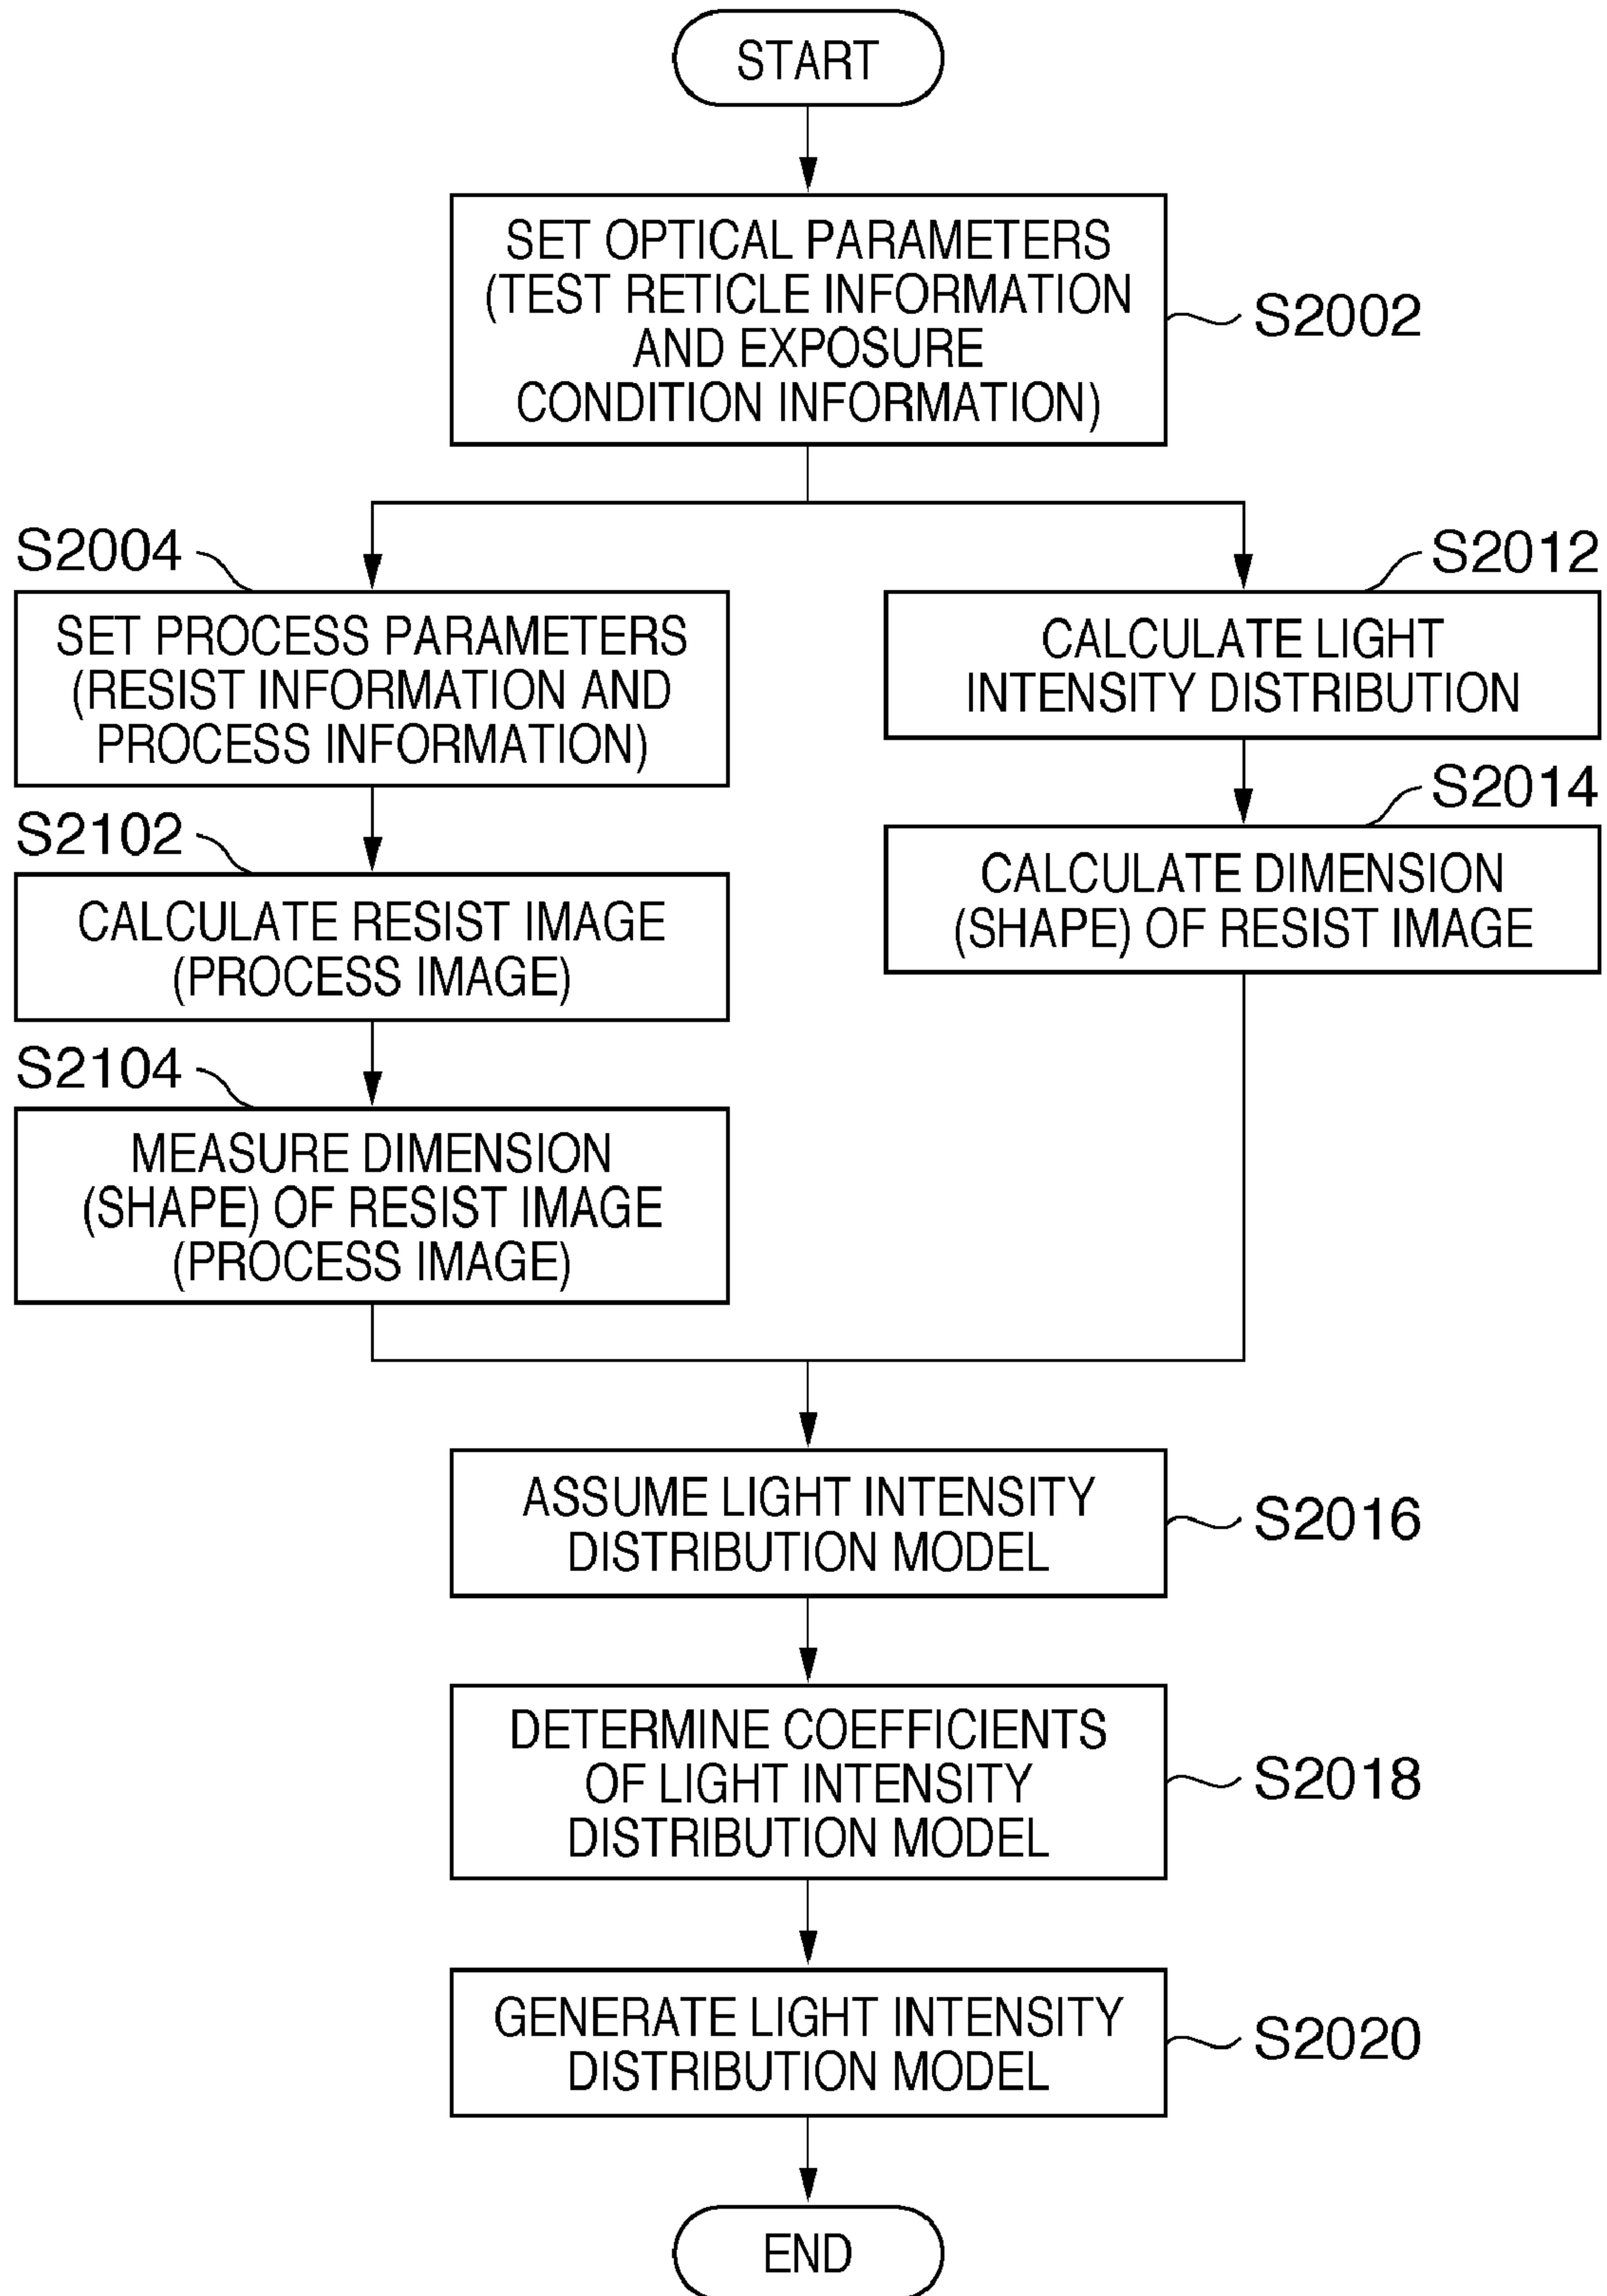 START
SET OPTICAL PARAMETERS
(TEST RETICLE INFORMATION
AND EXPOSURE
CONDITION INFORMATION)
S2002
S2004
SET PROCESS PARAMETERS
(RESIST INFORMATION AND
PROCESS INFORMATION)
S2102
CALCULATE RESIST IMAGE
(PROCESS IMAGE)
S2104
MEASURE DIMENSION
(SHAPE) OF RESIST IMAGE
(PROCESS IMAGE)
S2012
CALCULATE LIGHT
INTENSITY DISTRIBUTION
S2014
CALCULATE DIMENSION
(SHAPE) OF RESIST IMAGE
ASSUME LIGHT INTENSITY
DISTRIBUTION MODEL
S2016
DETERMINE COEFFICIENTS
OF LIGHT INTENSITY
DISTRIBUTION MODEL
S2018
GENERATE LIGHT INTENSITY
DISTRIBUTION MODEL
S2020
END